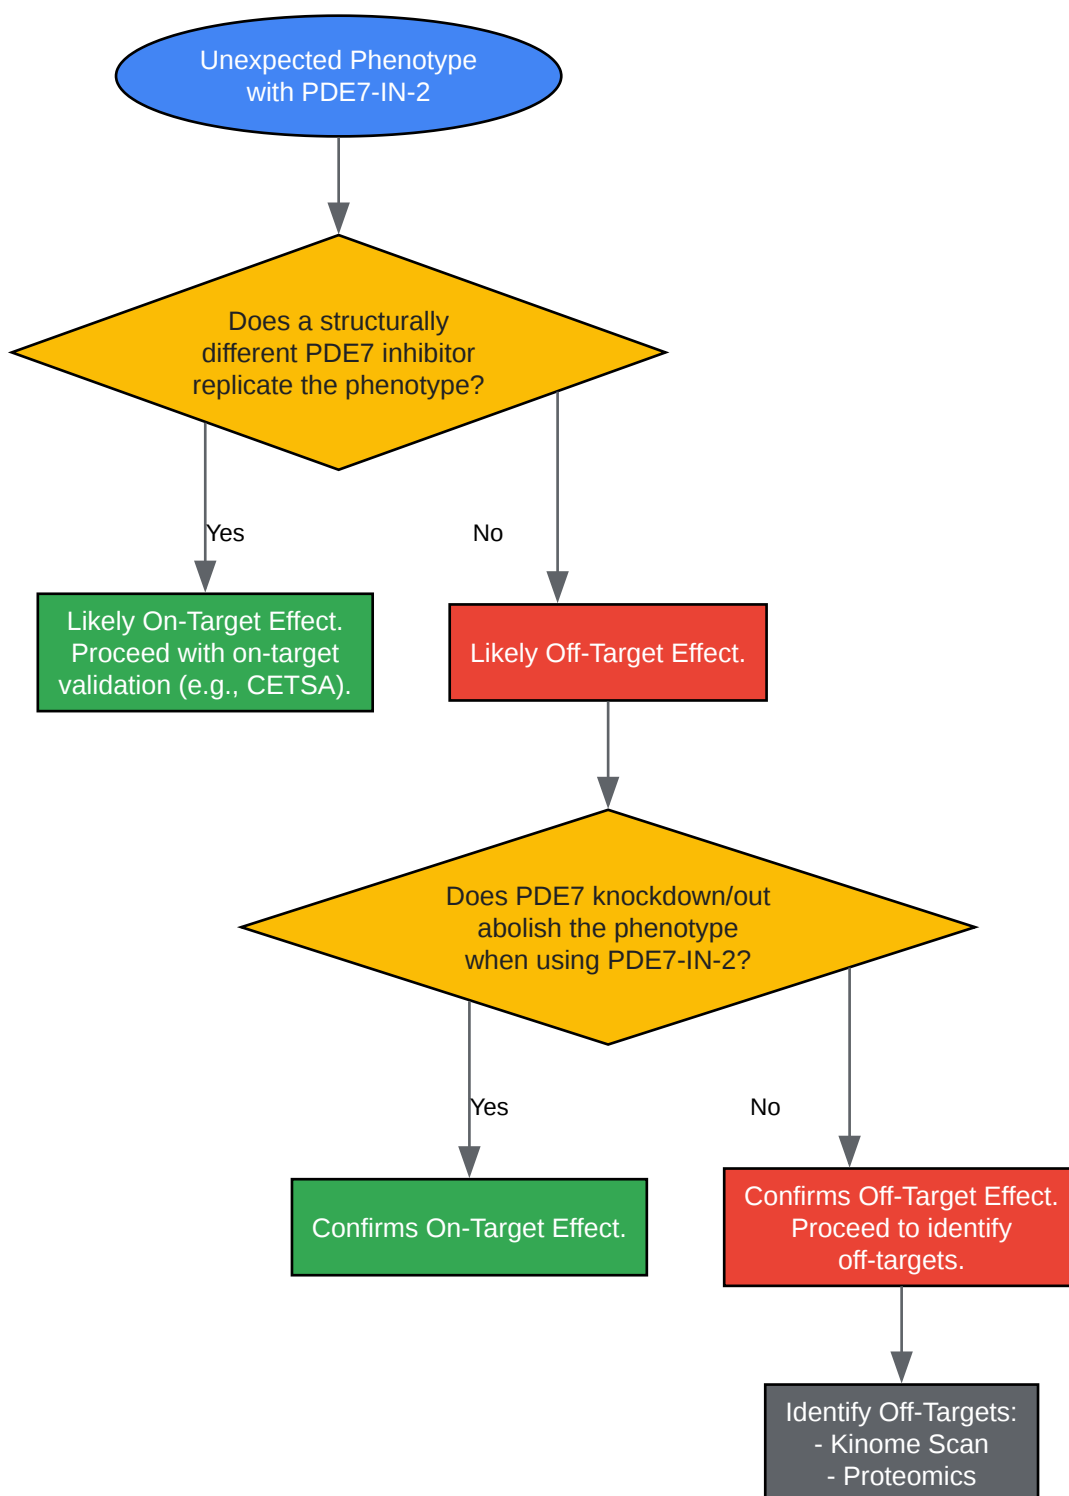 Unexpected Phenotype
with PDE7-IN-2
Does a structurally
different PDE7 inhibitor
replicate the phenotype?
Yes
No
Likely On-Target Effect.
Proceed with on-target
validation (e.g., CETSA).
Likely Off-Target Effect.
Does PDE7 knockdown/out
abolish the phenotype
when using PDE7-IN-2?
Yes
No
Confirms On-Target Effect.
Confirms Off-Target Effect.
Proceed to identify
off-targets.
Identify Off-Targets:
- Kinome Scan
- Proteomics